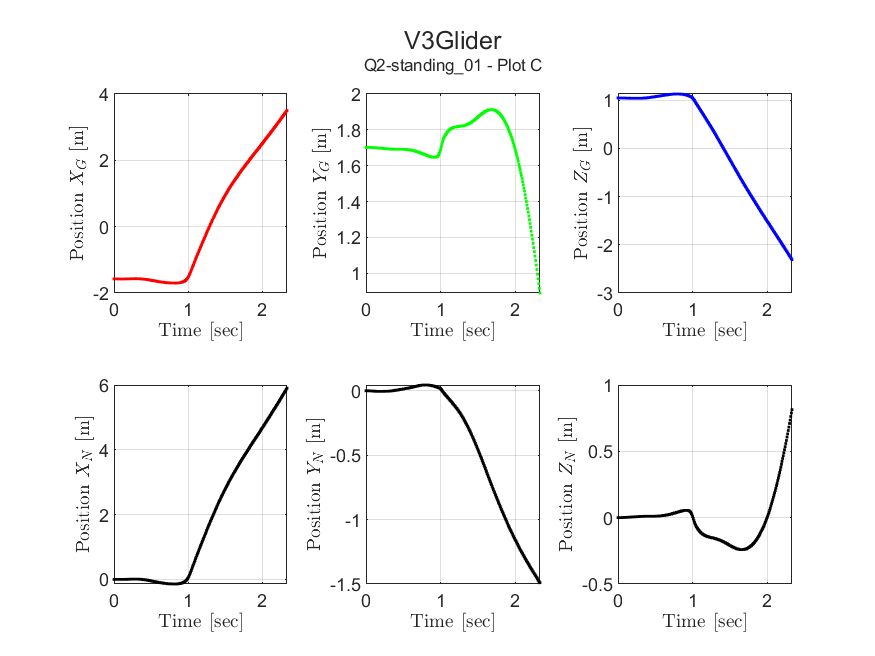 V3Glider
Q2-standing_01 - Plot C
Position X_G [m]
4
2
0
-2
0 1 2
Time [sec]
Position Y_G [m]
2
1.8
1.6
1.4
1.2
1
0 1 2
Time [sec]
Position Z_G [m]
1
0
-1
-2
-3
0 1 2
Time [sec]
Position X_N [m]
6
4
2
0
0 1 2
Time [sec]
Position Y_N [m]
0
-0.5
-1
-1.5
0 1 2
Time [sec]
Position Z_N [m]
1
0.5
0
-0.5
0 1 2
Time [sec]